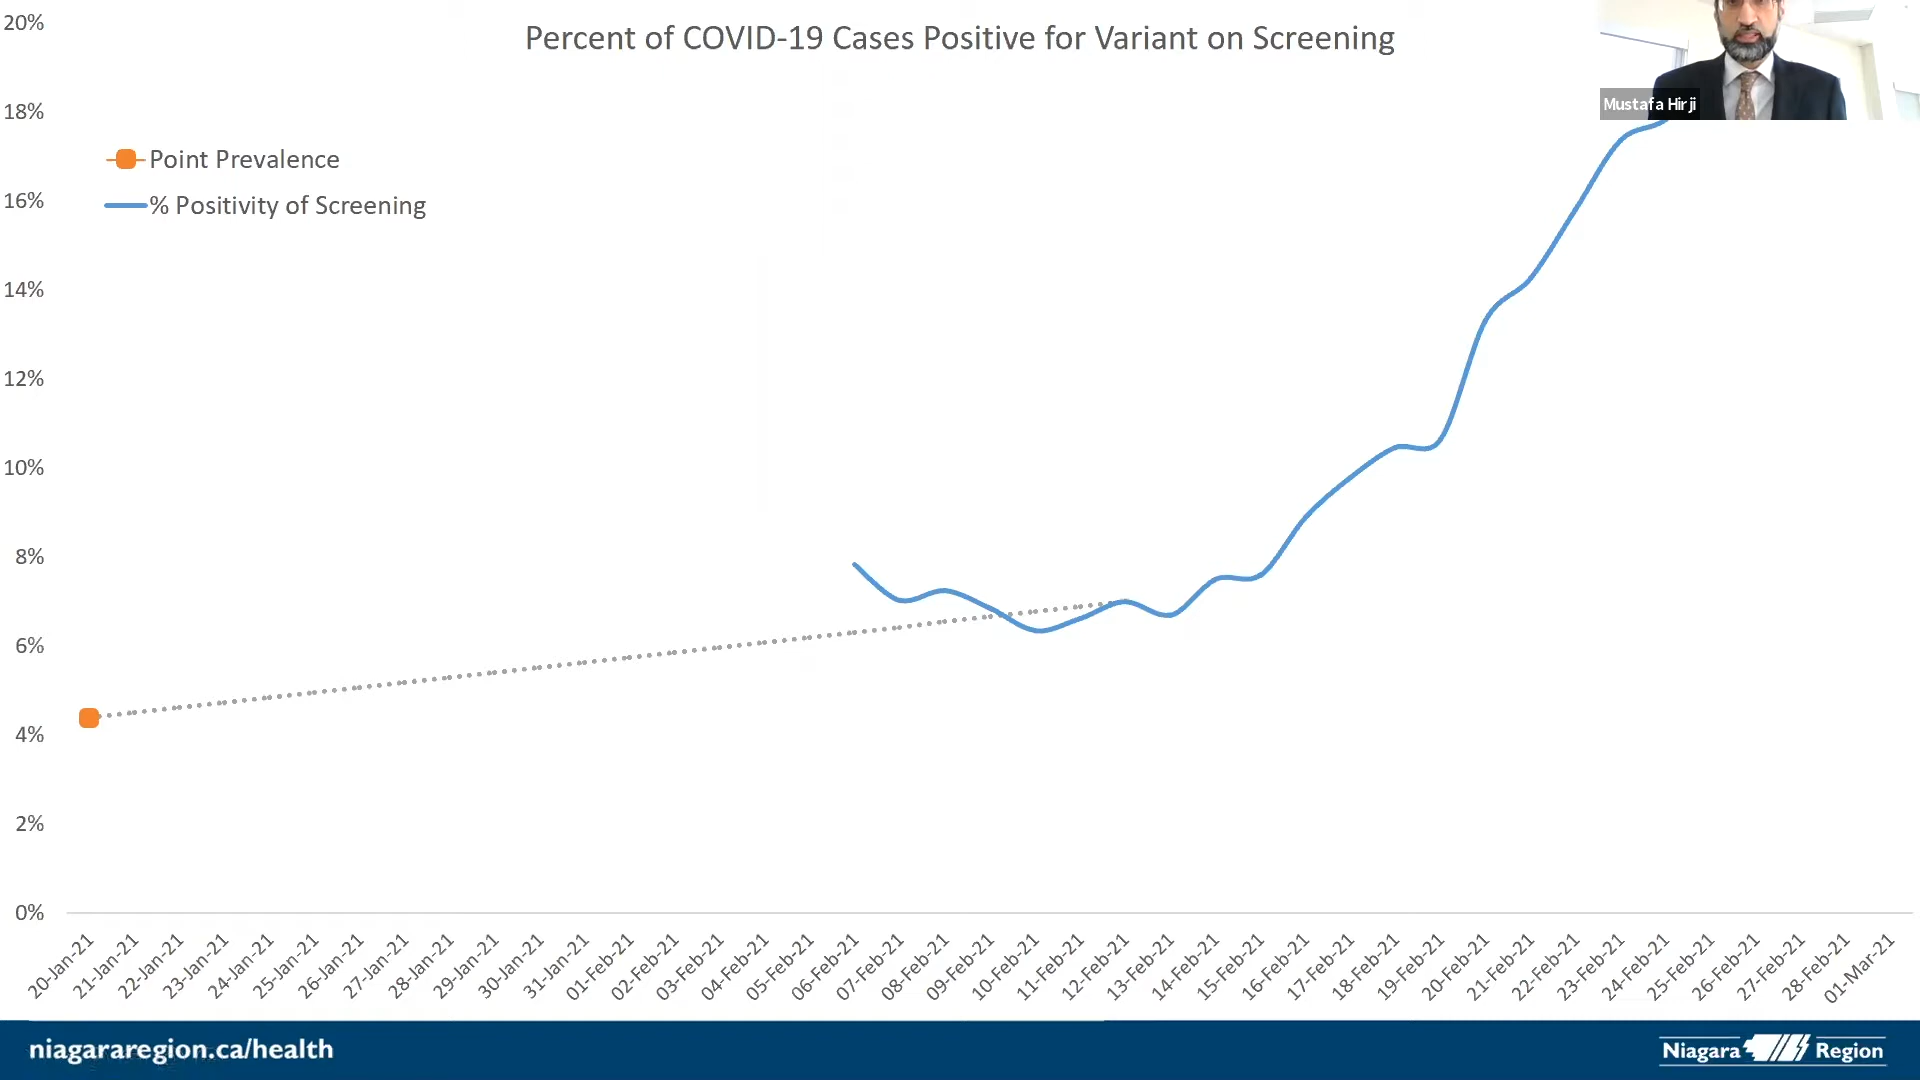 Percent of COVID-19 Cases Positive for Variant on Screening
Mustafa Hirji
Point Prevalence
% Positivity of Screening
20%
18%
16%
14%
12%
10%
8%
6%
4%
2%
0%
20-Jan-21
21-Jan-21
22-Jan-21
23-Jan-21
24-Jan-21
25-Jan-21
26-Jan-21
27-Jan-21
28-Jan-21
29-Jan-21
30-Jan-21
31-Jan-21
01-Feb-21
02-Feb-21
03-Feb-21
04-Feb-21
05-Feb-21
06-Feb-21
07-Feb-21
08-Feb-21
09-Feb-21
10-Feb-21
11-Feb-21
12-Feb-21
13-Feb-21
14-Feb-21
15-Feb-21
16-Feb-21
17-Feb-21
18-Feb-21
19-Feb-21
20-Feb-21
21-Feb-21
22-Feb-21
23-Feb-21
24-Feb-21
25-Feb-21
26-Feb-21
27-Feb-21
28-Feb-21
01-Mar-21
niagararegion.ca/health
Niagara Region